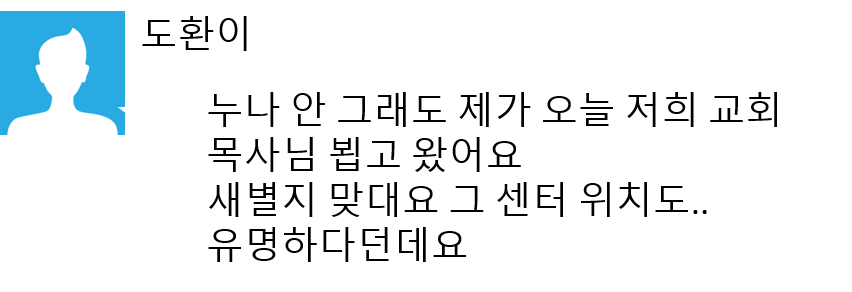 도환이
누나 안 그래도 제가 오늘 저희 교회
목사님 뵙고 왔어요
새별지 맞대요 그 센터 위치도..
유명하다던데요